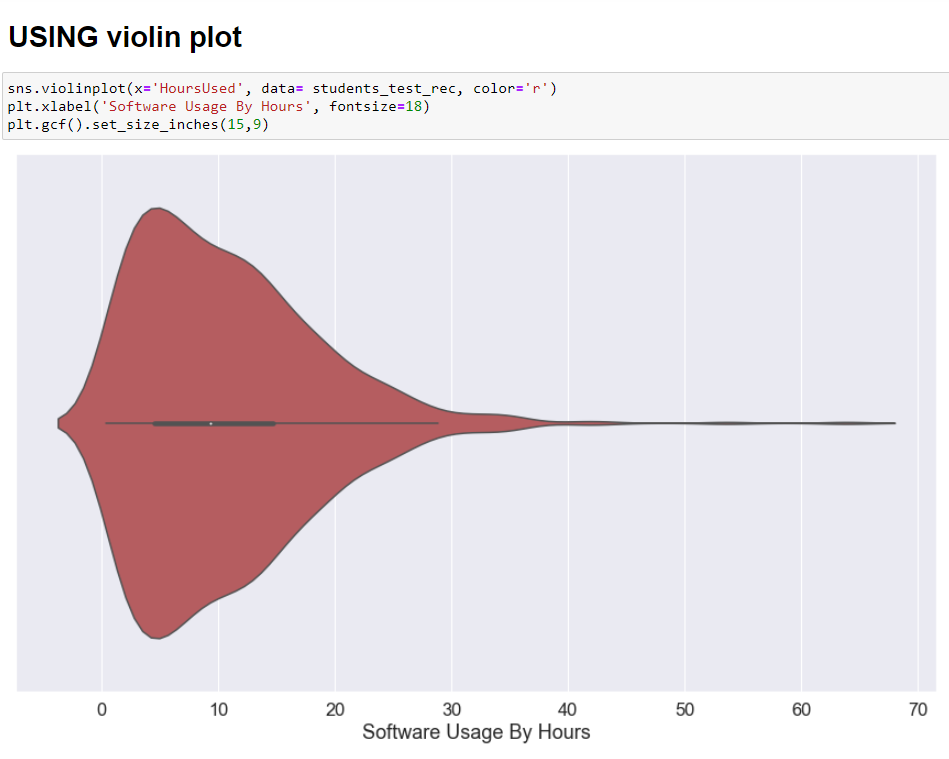 USING violin plot
sns.violinplot(x='HoursUsed', data= students_test_rec, color='r')
plt.xlabel('Software Usage By Hours', fontsize=18)
plt.gcf().set_size_inches(15,9)
0 10 20 30 40 50 60 70
Software Usage By Hours